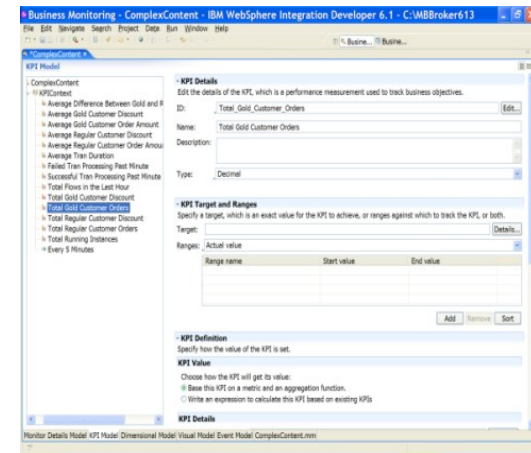 Business Monitoring - ComplexContent - IBM WebSphere Integration Developer 6.1 - C:\MBBroker613
File Edit Navigate Search Project Data Run Window Help
Busine... Busine...
*ComplexContent
KPI Model
ComplexContent
KPIContext
Average Difference Between Gold and R
Average Gold Customer Discount
Average Gold Customer Order Amount
Average Regular Customer Discount
Average Regular Customer Order Amou
Average Tran Duration
Failed Tran Processing Past Minute
Successful Tran Processing Past Minute
Total Flows in the Last Hour
Total Gold Customer Discount
Total Gold Customer Orders
Total Regular Customer Discount
Total Regular Customer Orders
Total Running Instances
Every 5 Minutes
KPI Details
Edit the details of the KPI, which is a performance measurement used to track business objectives.
ID: Total_Gold_Customer_Orders Edit...
Name: Total Gold Customer Orders
Description:
Type: Decimal
KPI Target and Ranges
Specify a target, which is an exact value for the KPI to achieve, or ranges against which to track the KPI, or both.
Target: Details...
Ranges: Actual value
Range name Start value End value
Add Remove Sort
KPI Definition
Specify how the value of the KPI is set.
KPI Value
Choose how the KPI will get its value:
Base this KPI on a metric and an aggregation function.
Write an expression to calculate this KPI based on existing KPIs
KPI Details
Monitor Details Model KPI Model Dimensional Model Visual Model Event Model ComplexContent.mm